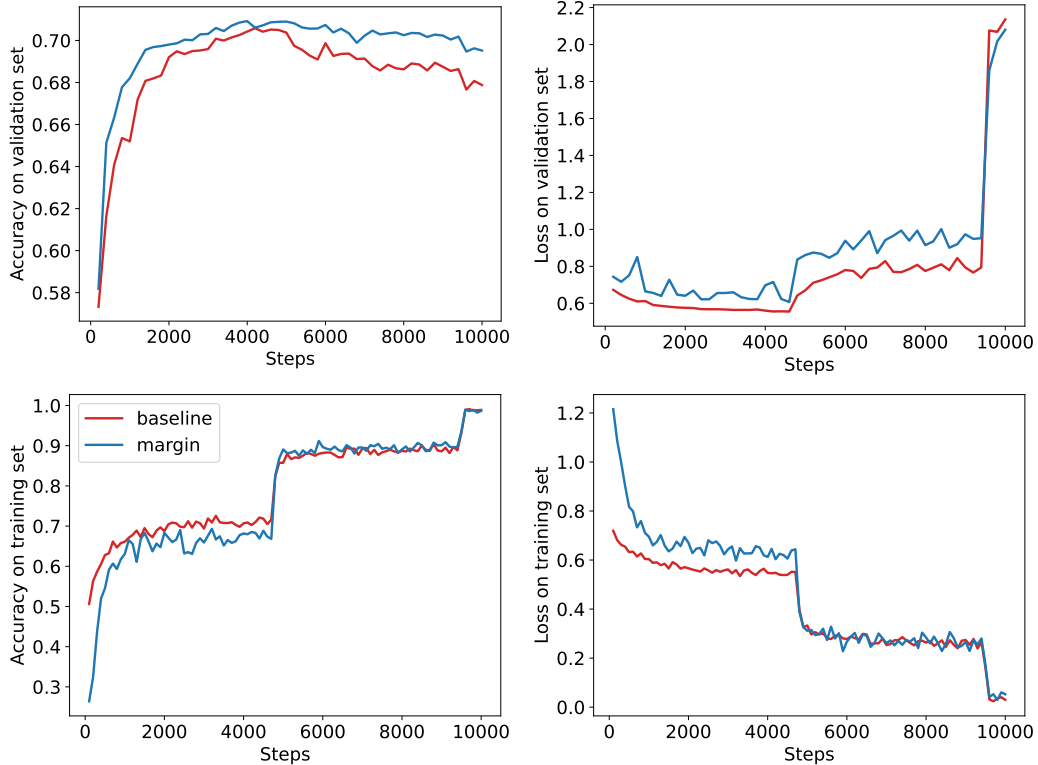 Accuracy on validation set
0.70
0.68
0.66
0.64
0.62
0.60
0.58
0 2000 4000 6000 8000 10000
Steps
Loss on validation set
2.2
2.0
1.8
1.6
1.4
1.2
1.0
0.8
0.6
0 2000 4000 6000 8000 10000
Steps
Accuracy on training set
1.0
0.9
0.8
0.7
0.6
0.5
0.4
0.3
baseline
margin
0 2000 4000 6000 8000 10000
Steps
Loss on training set
1.2
1.0
0.8
0.6
0.4
0.2
0.0
0 2000 4000 6000 8000 10000
Steps